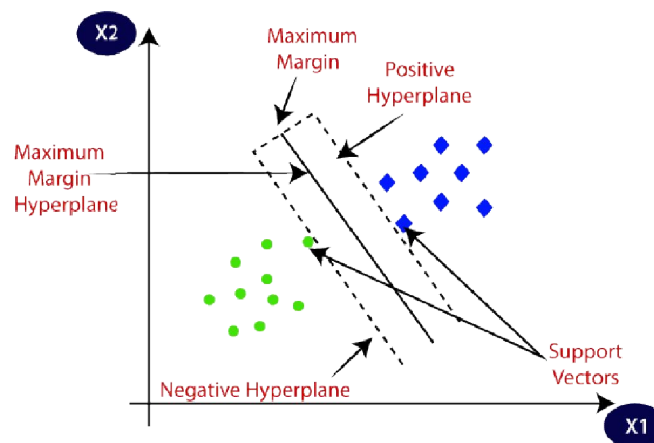 X2
Maximum
Margin
Positive
Hyperplane
Maximum
Margin
Hyperplane
Support
Vectors
Negative Hyperplane
X1